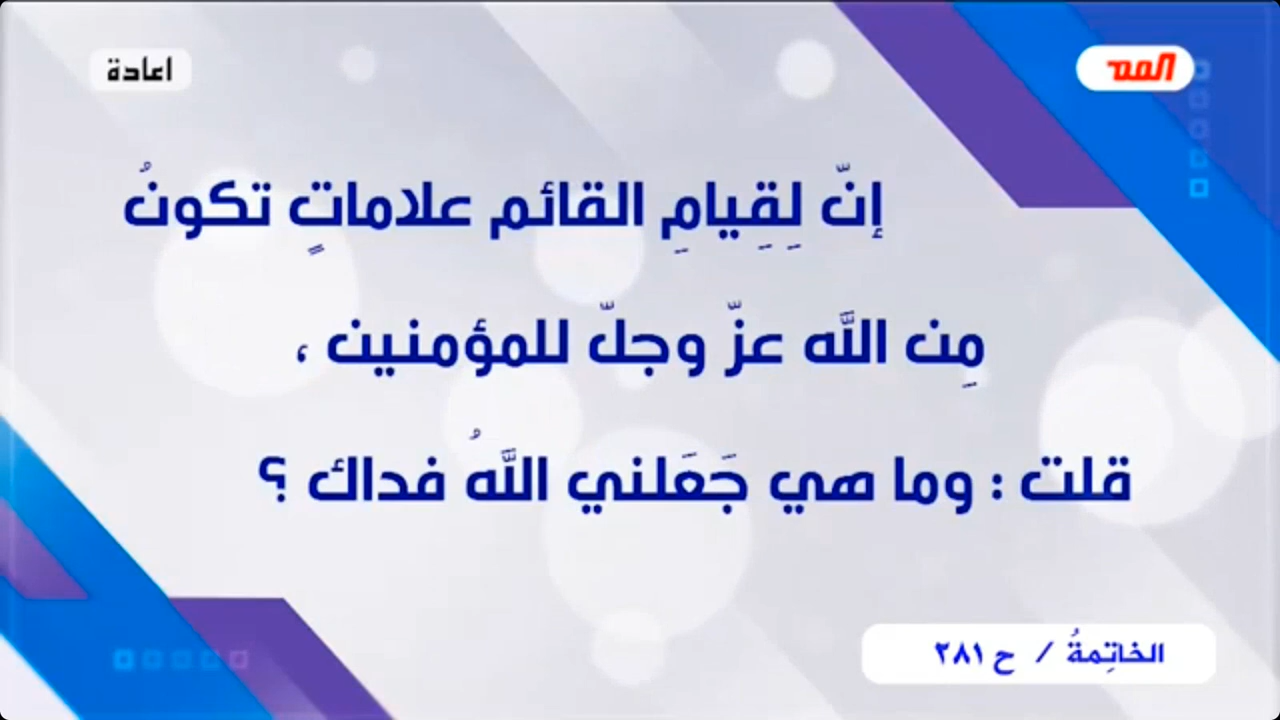 اعادة
إنّ لِقِيامِ القائم علاماتٍ تكونُ
مِن اللَّه عزّ وجلّ للمؤمنين ،
قلت : وما هي جَعَلني اللَّهُ فداك ؟
الخاتِمةُ / ح ٢٨١